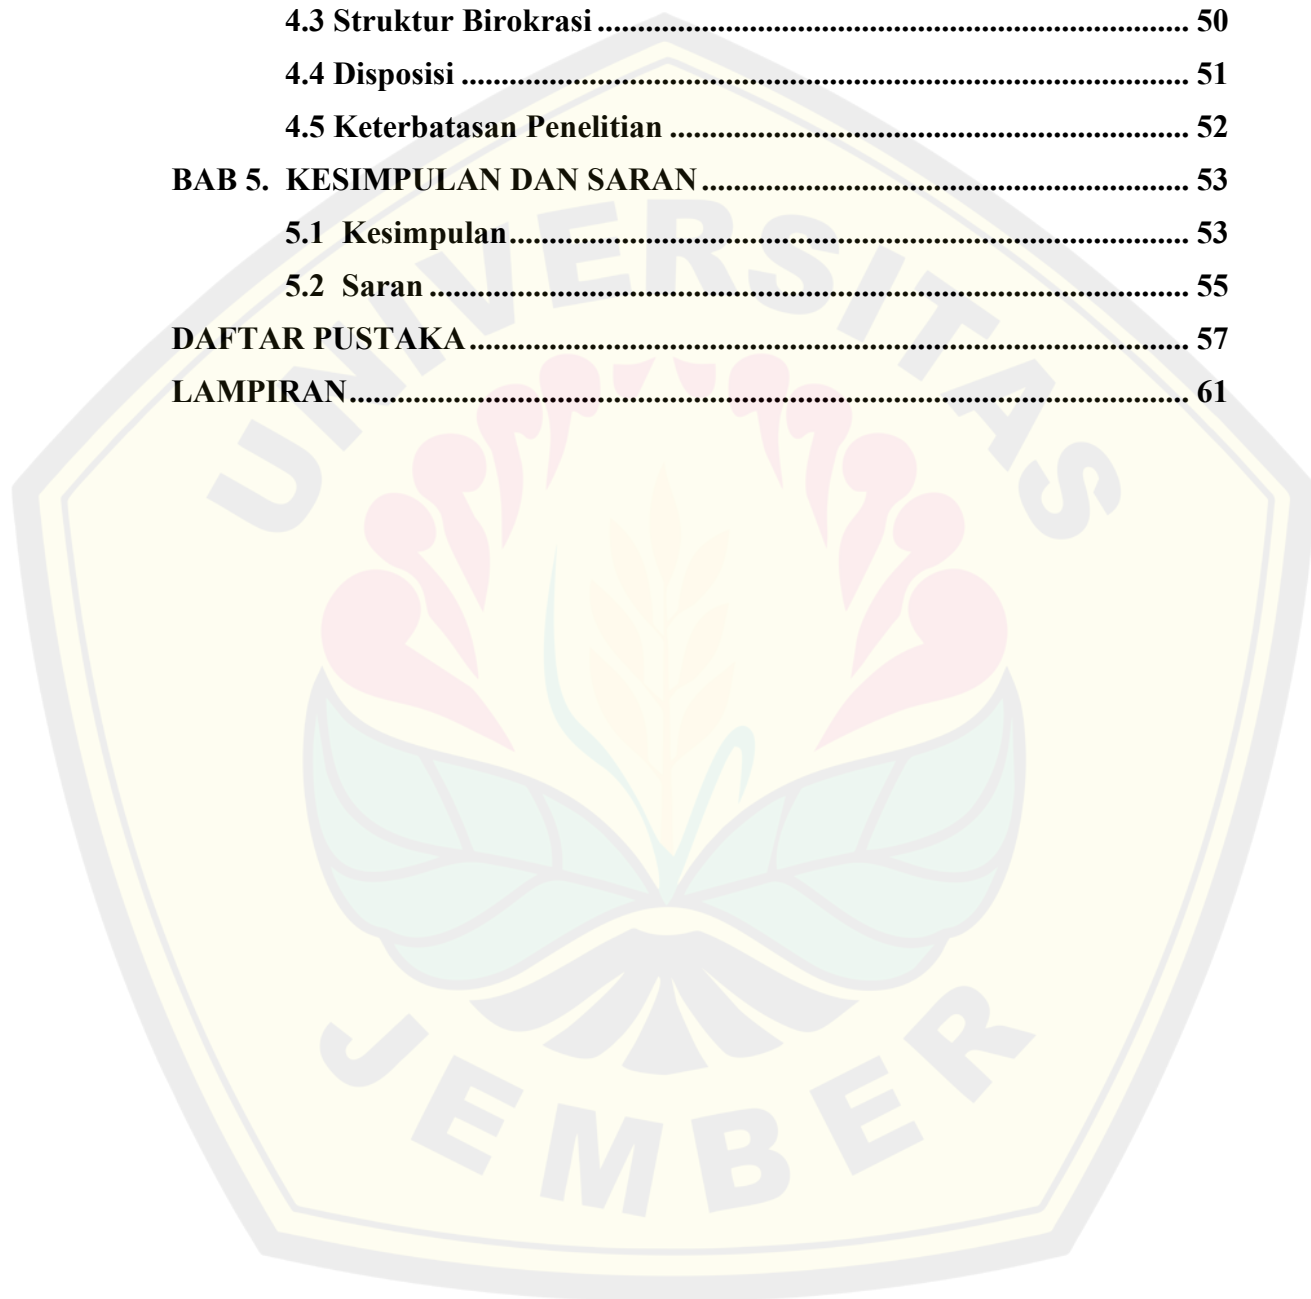 4.3 Struktur Birokrasi .......................................................................... 50
4.4 Disposisi ........................................................................................... 51
4.5 Keterbatasan Penelitian ................................................................. 52
BAB 5.  KESIMPULAN DAN SARAN ............................................................. 53
5.1  Kesimpulan..................................................................................... 53
5.2  Saran ............................................................................................... 55
DAFTAR PUSTAKA .......................................................................................... 57
LAMPIRAN......................................................................................................... 61
UNIVERSITAS
JEMBER